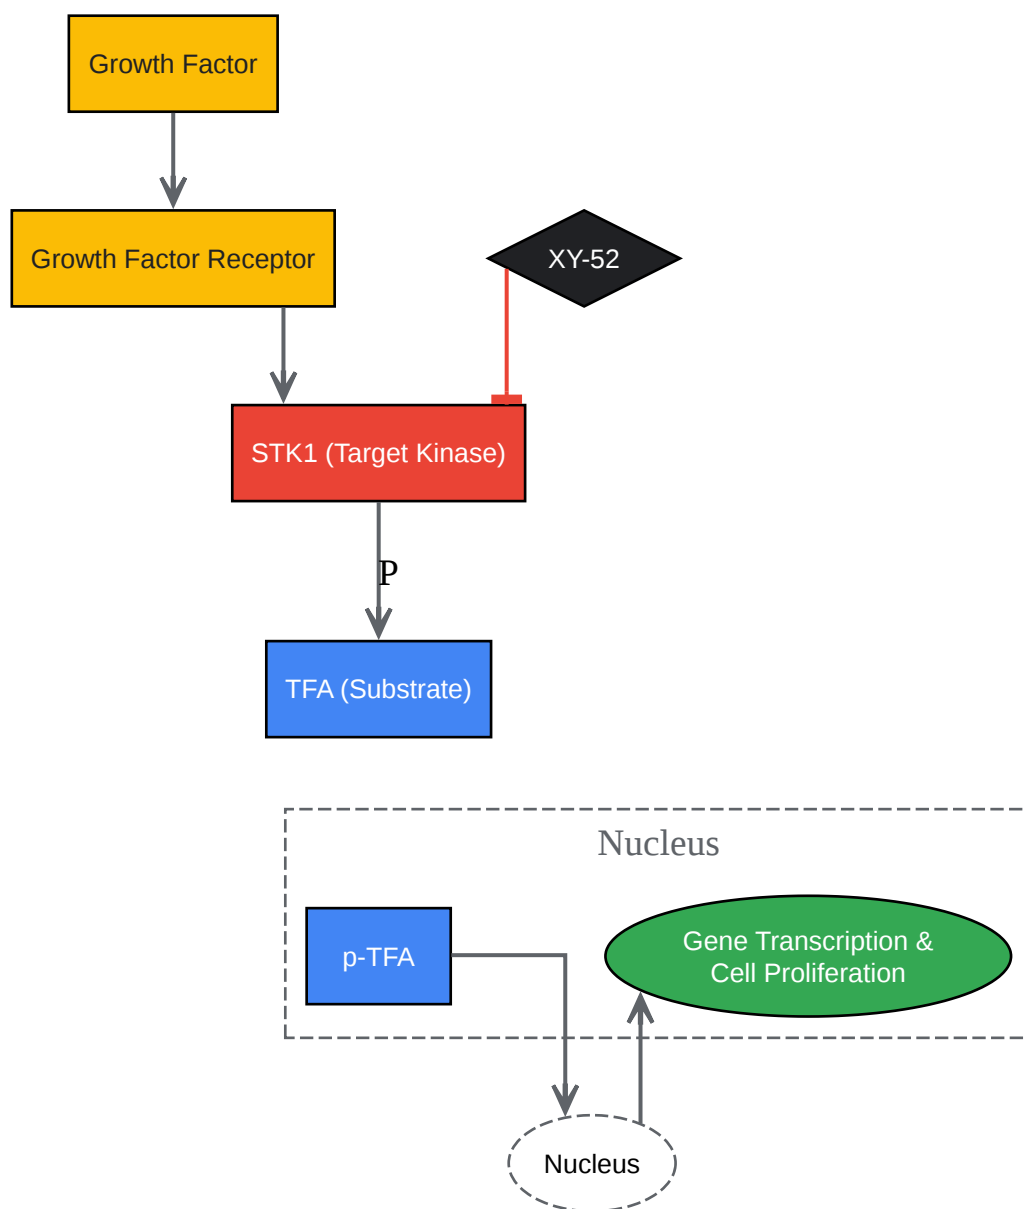 Growth Factor
Growth Factor Receptor
XY-52
STK1 (Target Kinase)
P
TFA (Substrate)
Nucleus
p-TFA
Gene Transcription &
Cell Proliferation
Nucleus